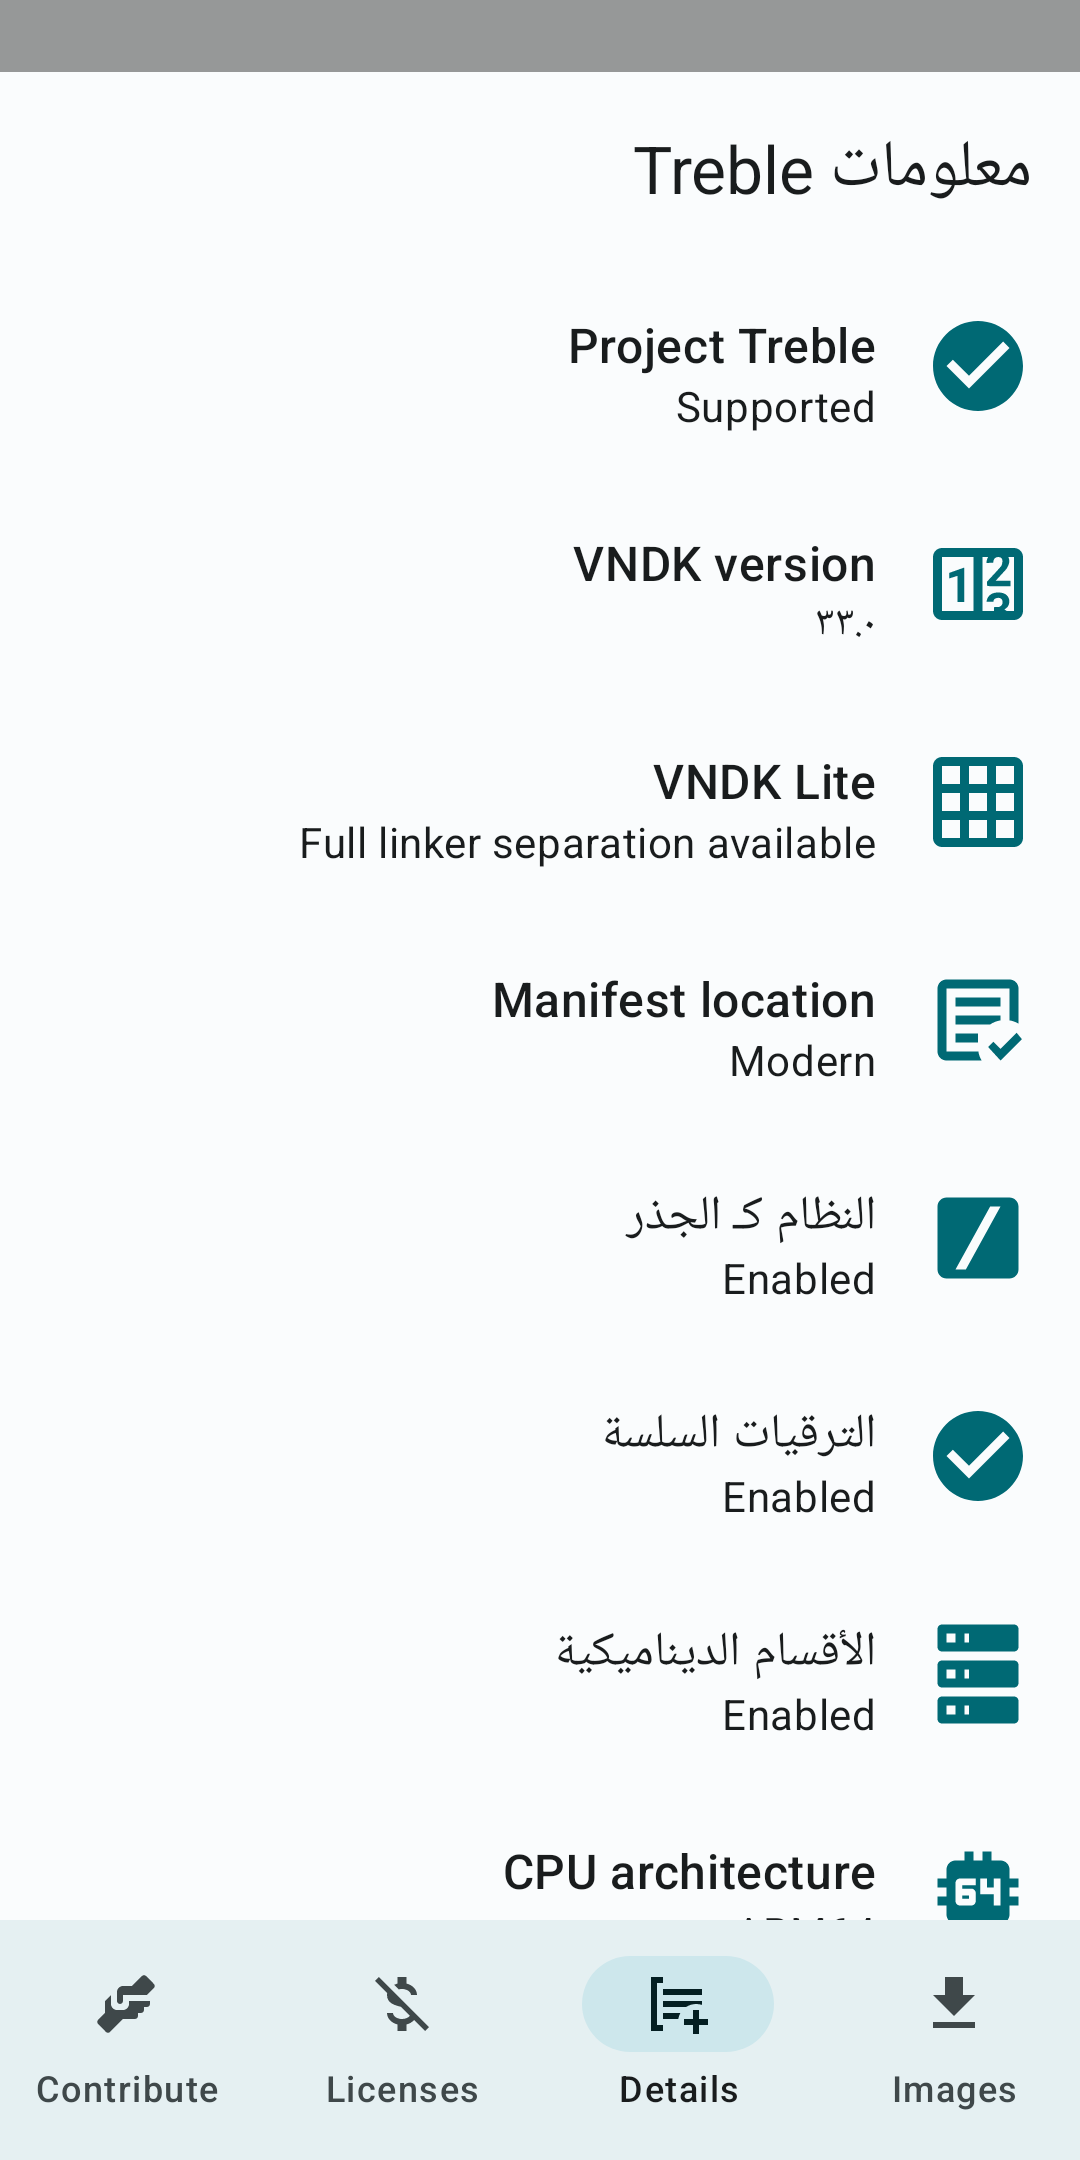 معلومات Treble
Project Treble
Supported
VNDK version
٣٣.٠
VNDK Lite
Full linker separation available
Manifest location
Modern
النظام كـ الجذر
Enabled
الترقيات السلسة
Enabled
الأقسام الديناميكية
Enabled
CPU architecture
Contribute
Licenses
Details
Images